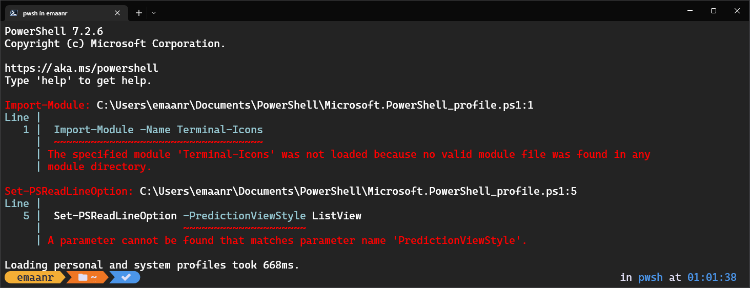 pwsh in emaanr
PowerShell 7.2.6
Copyright (c) Microsoft Corporation.
https://aka.ms/powershell
Type 'help' to get help.
Import-Module: C:\Users\emaanr\Documents\PowerShell\Microsoft.PowerShell_profile.ps1:1
Line |
1 | Import-Module -Name Terminal-Icons
| ~~~~~~~~~~~~~~~~~~~~~~~~~~~~~~~~~~
| The specified module 'Terminal-Icons' was not loaded because no valid module file was found in any
| module directory.
Set-PSReadLineOption: C:\Users\emaanr\Documents\PowerShell\Microsoft.PowerShell_profile.ps1:5
Line |
5 | Set-PSReadLineOption -PredictionViewStyle ListView
| ~~~~~~~~~~~~~~~~~~~~
| A parameter cannot be found that matches parameter name 'PredictionViewStyle'.
Loading personal and system profiles took 668ms.
emaanr ~ in pwsh at 01:01:38